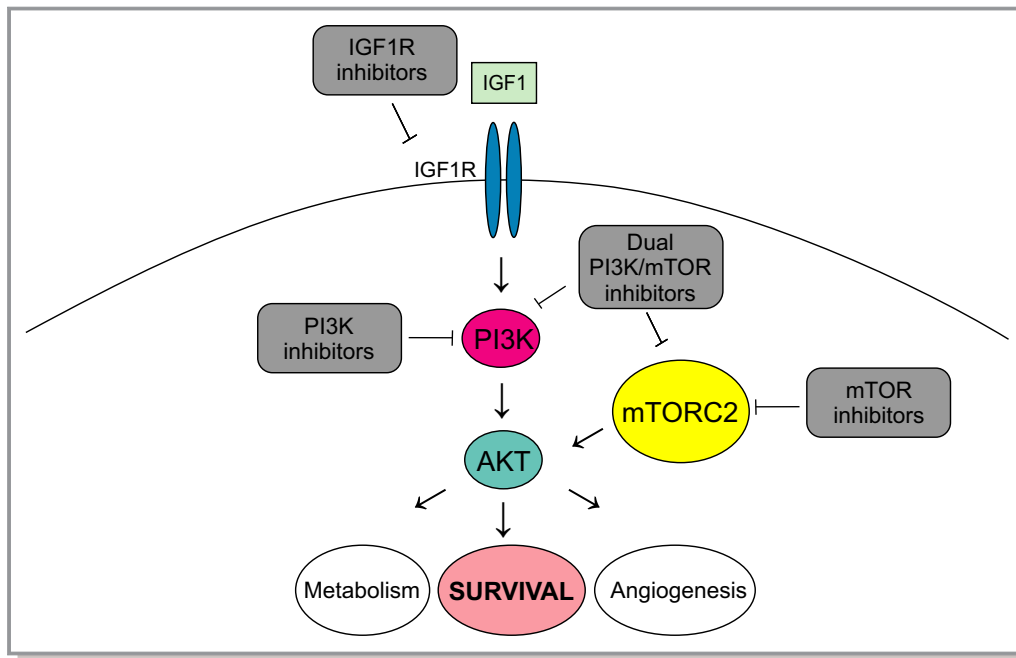 IGF1R
inhibitors
IGF1
IGF1R
Dual
PI3K/mTOR
inhibitors
PI3K
inhibitors
PI3K
mTORC2
mTOR
inhibitors
AKT
Metabolism
SURVIVAL
Angiogenesis